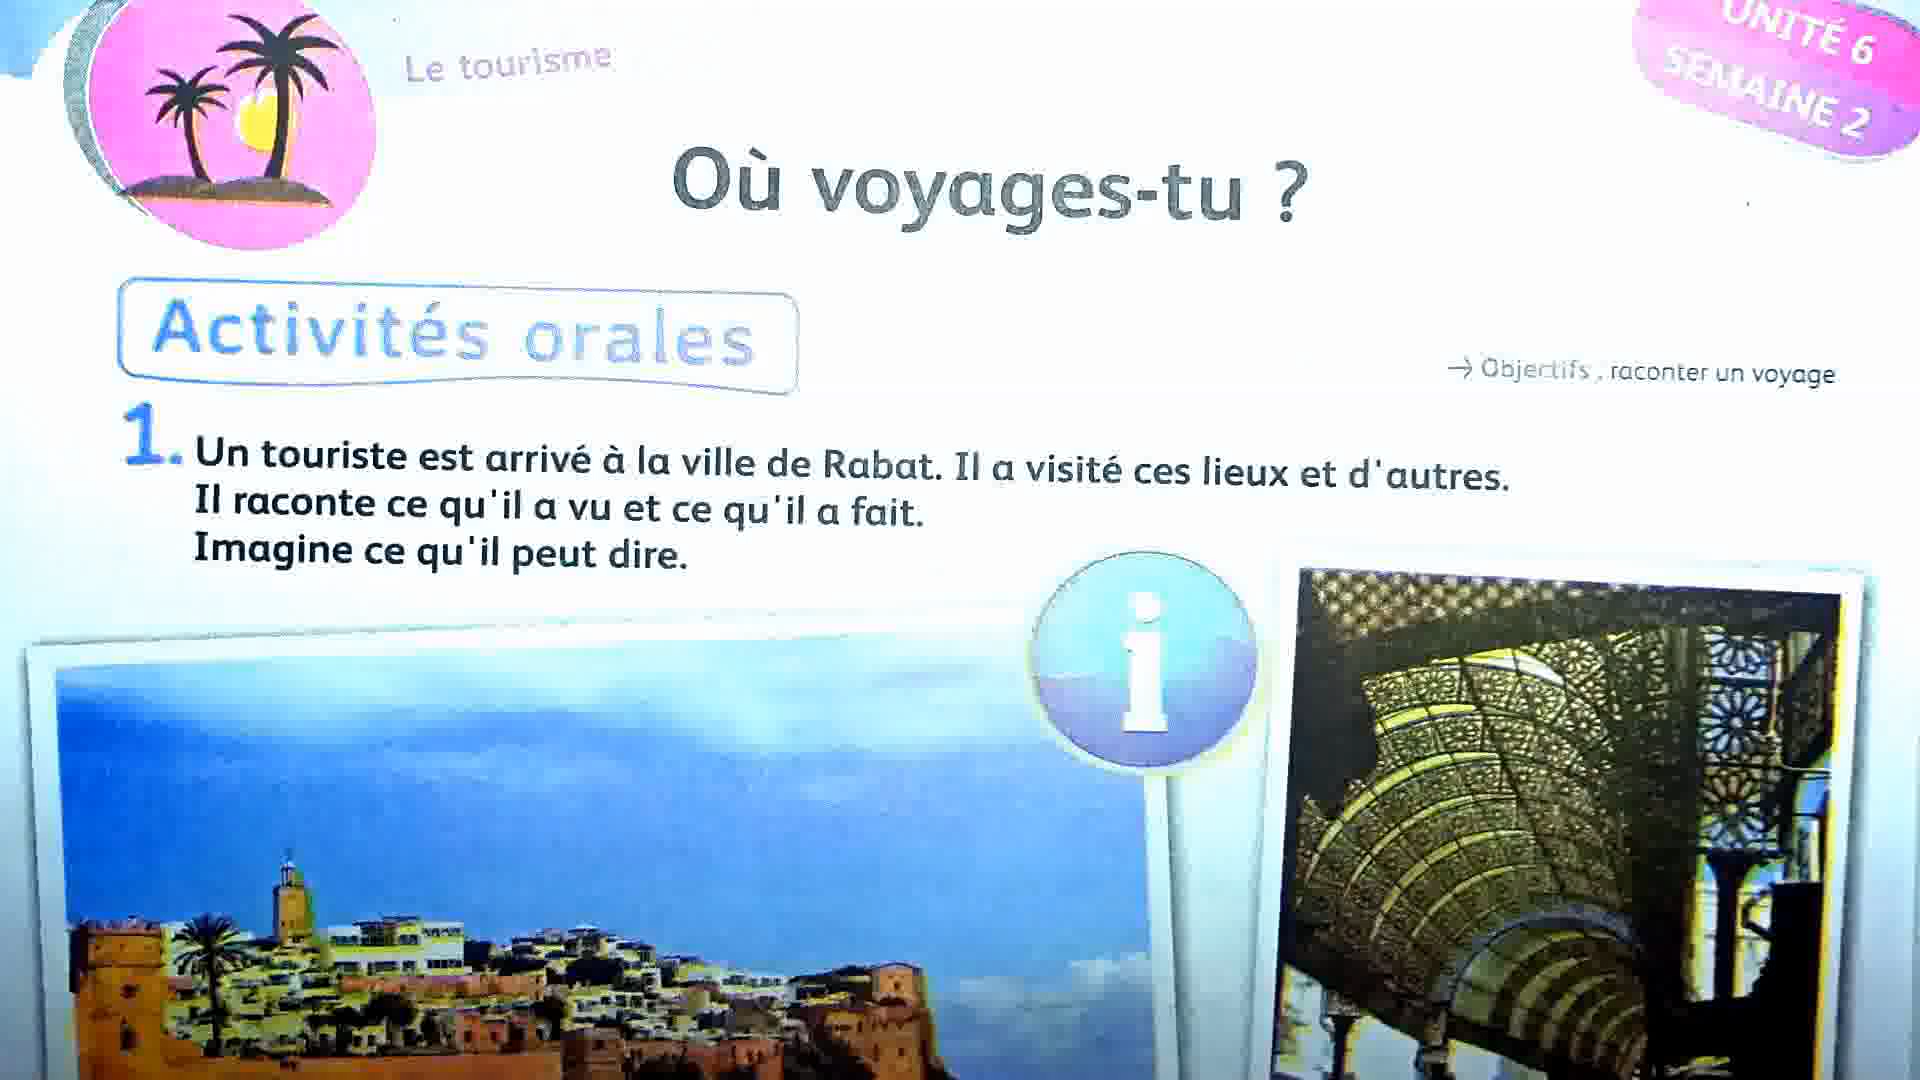 Le tourisme
UNITÉ 6
SEMAINE 2
Où voyages-tu ?
Activités orales
→ Objectifs , raconter un voyage
1. Un touriste est arrivé à la ville de Rabat. Il a visité ces lieux et d'autres.
Il raconte ce qu'il a vu et ce qu'il a fait.
Imagine ce qu'il peut dire.
i